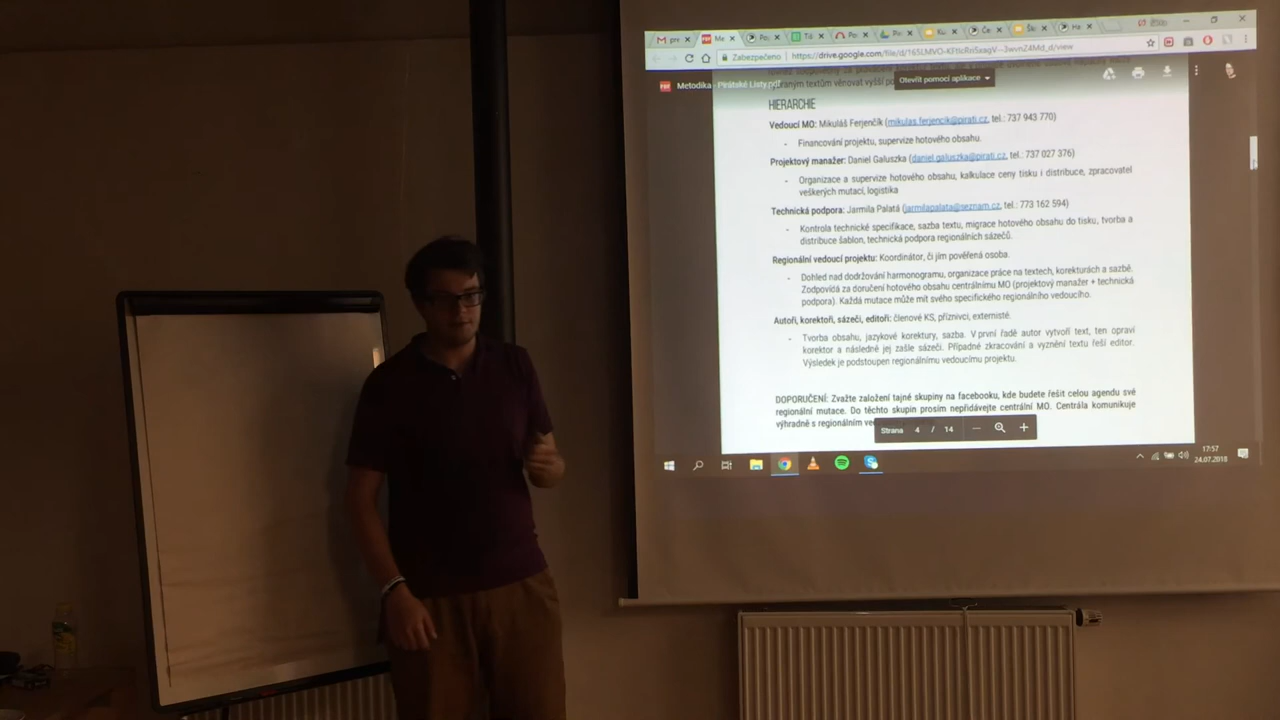 Zabezpečeno
Metodika - Pirátské Listy.pdf
Otevřít pomocí aplikace
HIERARCHIE
Vedoucí MO: Mikuláš Ferjenčík (mikulas.ferjencik@pirati.cz, tel.: 737 943 770)
- Financování projektu, supervize hotového obsahu.
Projektový manažer: Daniel Galuszka (daniel.galuszka@pirati.cz, tel.: 737 027 376)
- Organizace a supervize hotového obsahu, kalkulace ceny tisku i distribuce, zpracovatel
veškerých mutací, logistika
Technická podpora: Jarmila Palatá (jarmilapalata@seznam.cz, tel.: 773 162 594)
- Kontrola technické specifikace, sazba textu, migrace hotového obsahu do tisku, tvorba a
distribuce šablon, technická podpora regionálních sázečů.
Regionální vedoucí projektu: Koordinátor, či jím pověřená osoba.
- Dohled nad dodržování harmonogramu, organizace práce na textech, korekturách a sazbě.
Zodpovídá za doručení hotového obsahu centrálnímu MO (projektový manažer + technická
podpora). Každá mutace může mít svého specifického regionálního vedoucího.
Autoři, korektoři, sázeči, editoři: členové KS, příznivci, externisté.
- Tvorba obsahu, jazykové korektury, sazba. V první řadě autor vytvoří text, ten opraví
korektor a následně jej zašle sázeči. Případné zkracování a vyznění textu řeší editor.
Výsledek je postoupen regionálnímu vedoucímu projektu.
DOPORUČENÍ: Zvažte založení tajné skupiny na facebooku, kde budete řešit celou agendu své
regionální mutace. Do těchto skupin prosím nepřidávejte centrální MO. Centrála komunikuje
výhradně s regionálním
Strana 4 / 14
17:57
24.07.2018